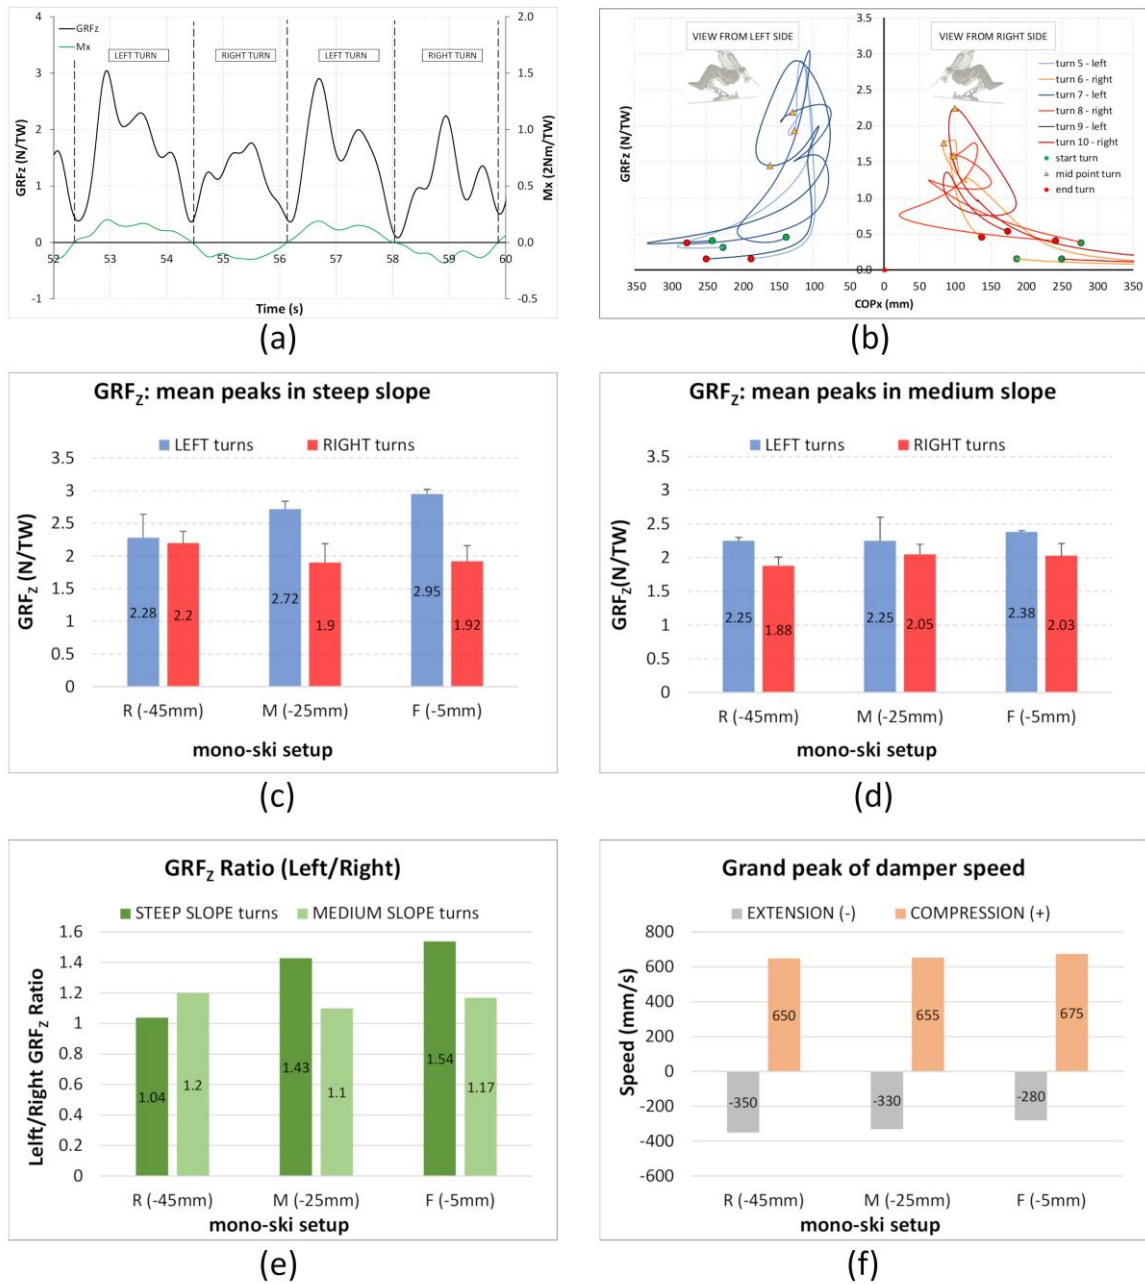 GRFz
Mx
LEFT TURN
RIGHT TURN
LEFT TURN
RIGHT TURN
4
3
2
1
0
-1
2.0
1.5
1.0
0.5
0.0
-0.5
GRFz (N/TW)
Mx (2Nm/TW)
52 53 54 55 56 57 58 59 60
Time (s)
(a)
VIEW FROM LEFT SIDE
VIEW FROM RIGHT SIDE
turn 5 - left
turn 6 - right
turn 7 - left
turn 8 - right
turn 9 - left
turn 10 - right
start turn
mid point turn
end turn
GRFz (N/TW)
3.5
3.0
2.5
2.0
1.5
1.0
0.5
0.0
350 300 250 200 150 100 50 0 50 100 150 200 250 300 350
COPx (mm)
(b)
GRFZ: mean peaks in steep slope
LEFT turns RIGHT turns
GRFZ (N/TW)
3.5
3
2.5
2
1.5
1
0.5
0
2.28 2.2 2.72 1.9 2.95 1.92
R (-45mm) M (-25mm) F (-5mm)
mono-ski setup
(c)
GRFZ: mean peaks in medium slope
LEFT turns RIGHT turns
GRFZ(N/TW)
3.5
3
2.5
2
1.5
1
0.5
0
2.25 1.88 2.25 2.05 2.38 2.03
R (-45mm) M (-25mm) F (-5mm)
mono-ski setup
(d)
GRFZ Ratio (Left/Right)
STEEP SLOPE turns MEDIUM SLOPE turns
Lelft/Right GRFZ Ratio
1.6
1.4
1.2
1
0.8
0.6
0.4
0.2
0
1.04 1.2 1.43 1.1 1.54 1.17
R (-45mm) M (-25mm) F (-5mm)
mono-ski setup
(e)
Grand peak of damper speed
EXTENSION (-) COMPRESSION (+)
Speed (mm/s)
800
600
400
200
0
-200
-400
-600
650 655 675
-350 -330 -280
R (-45mm) M (-25mm) F (-5mm)
mono-ski setup
(f)